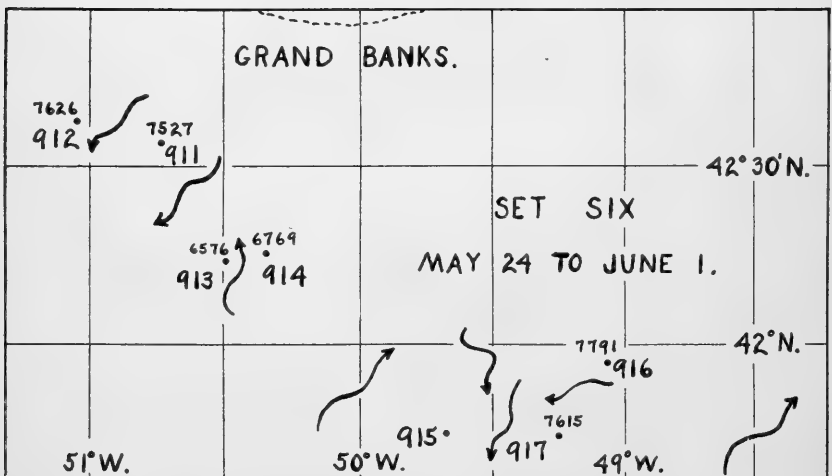 GRAND BANKS.
7626
912
7527
911
42° 30' N.
SET SIX
6576
913
6769
914
MAY 24 TO JUNE 1.
7791
916
42° N.
915
917
7615
51° W.
50° W.
49° W.